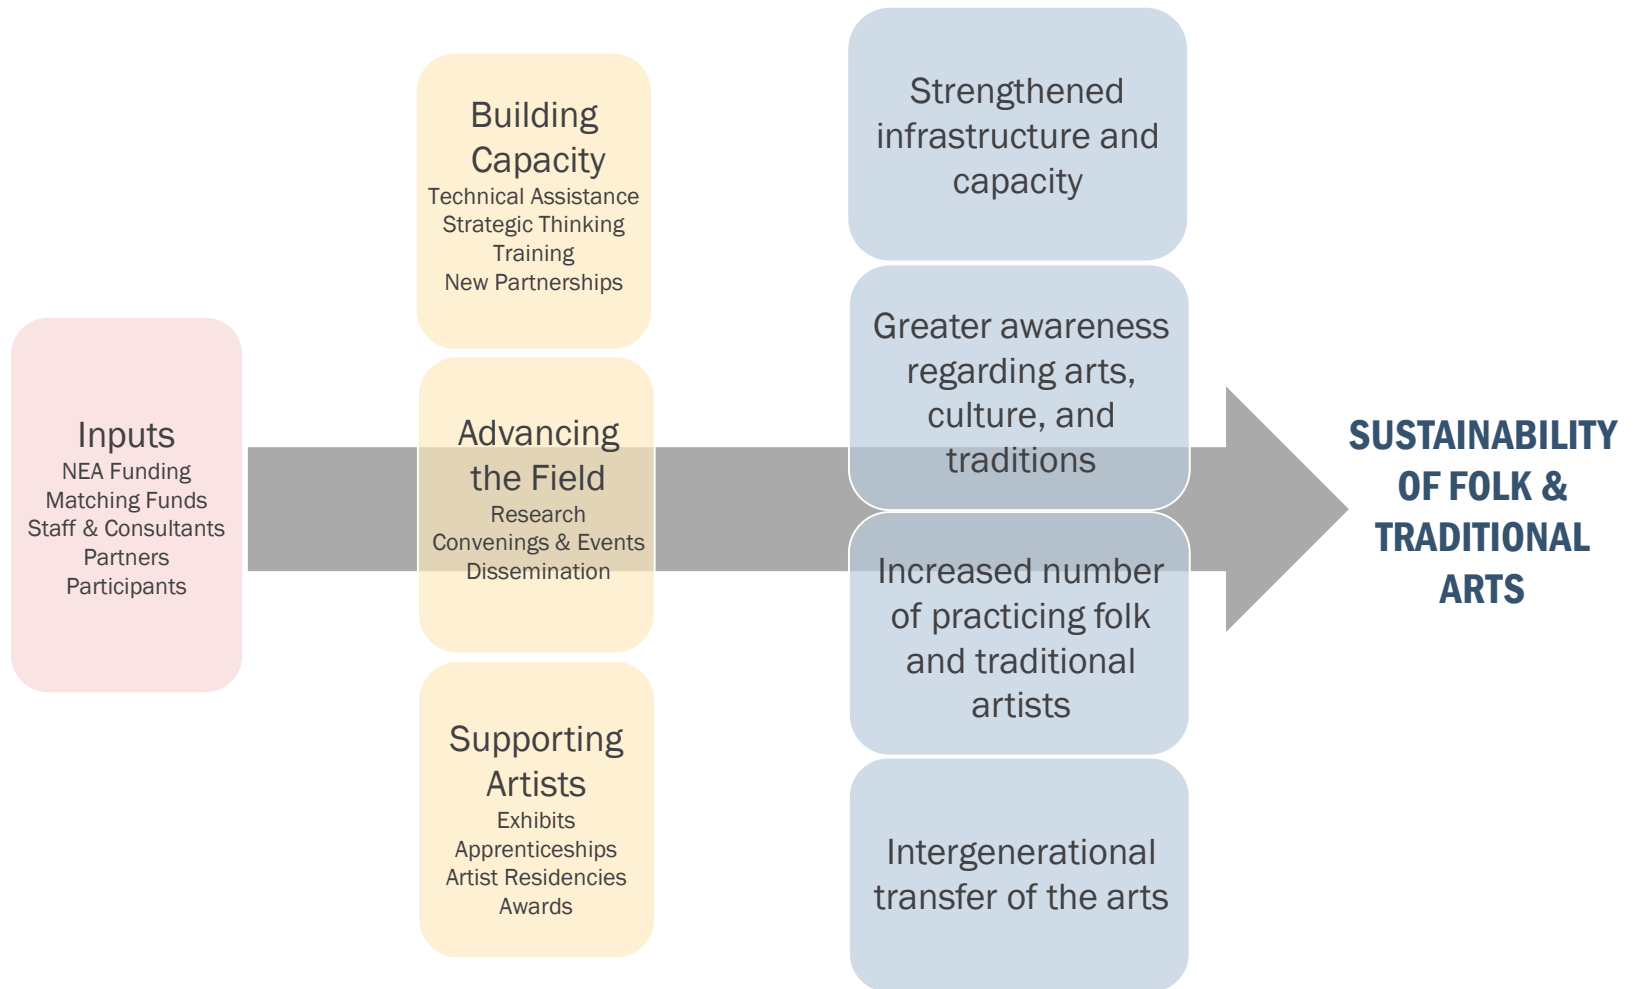 Inputs
NEA Funding
Matching Funds
Staff & Consultants
Partners
Participants
Building
Capacity
Technical Assistance
Strategic Thinking
Training
New Partnerships
Advancing
the Field
Research
Convenings & Events
Dissemination
Supporting
Artists
Exhibits
Apprenticeships
Artist Residencies
Awards
Strengthened
infrastructure and
capacity
Greater awareness
regarding arts,
culture, and
traditions
Increased number
of practicing folk
and traditional
artists
Intergenerational
transfer of the arts
SUSTAINABILITY
OF FOLK &
TRADITIONAL
ARTS